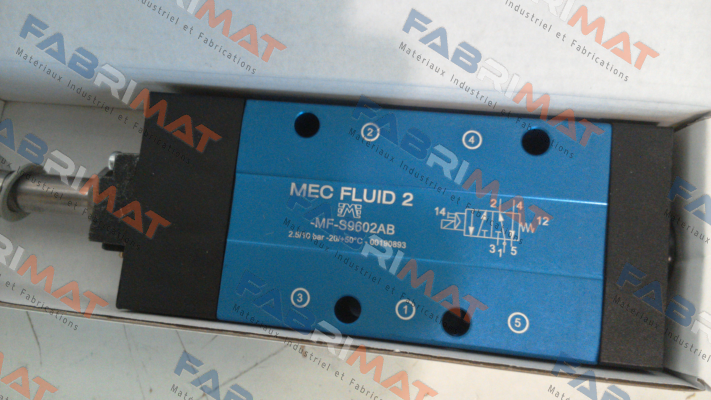 FABRIMAT
Matériaux Industriel et Fabrications
② ④
MEC FLUID 2
-MF-S9602AB
2.5/10 bar -20/+50°C - 00190893
2 4
14 12
3 1 5
③ ① ⑤